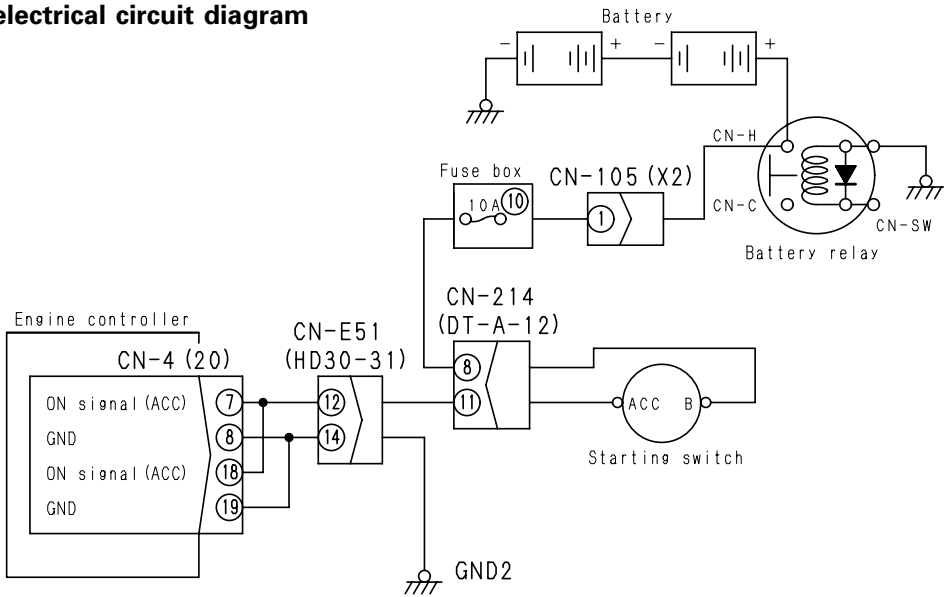 electrical circuit diagram
Battery
- + - +
CN-H
Fuse box
CN-105 (X2)
10A 10
1
CN-C
CN-SW
Battery relay
CN-214
(DT-A-12)
Engine controller
CN-E51
(HD30-31)
CN-4 (20)
8
ON signal (ACC) 7
12
11
ACC B
GND 8
14
Starting switch
ON signal (ACC) 18
GND 19
GND2